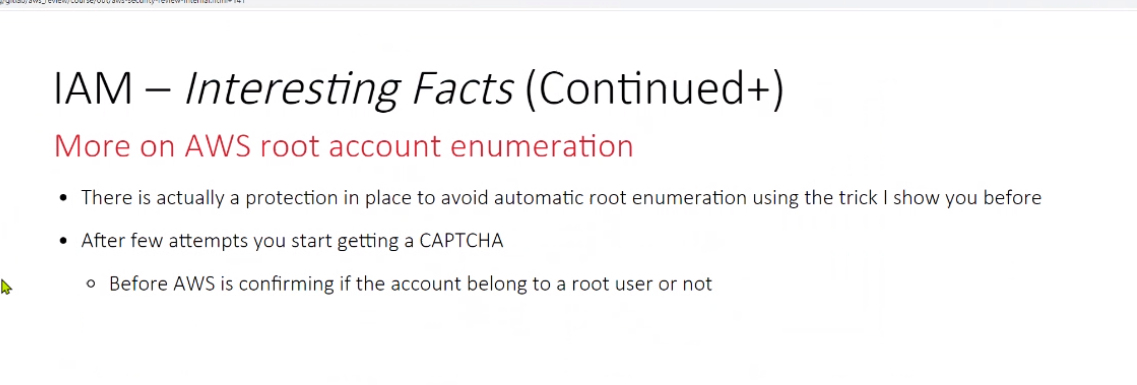 IAM – Interesting Facts (Continued+)
More on AWS root account enumeration
• There is actually a protection in place to avoid automatic root enumeration using the trick I show you before
• After few attempts you start getting a CAPTCHA
○ Before AWS is confirming if the account belong to a root user or not